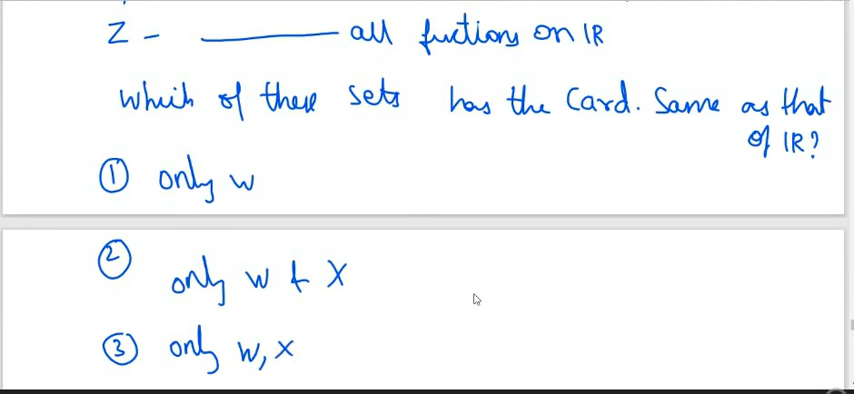 Z - ———— all fuctions on IR
which of these sets has the Card. Same as that
of IR?
① only w
② only w & X
③ only w, x